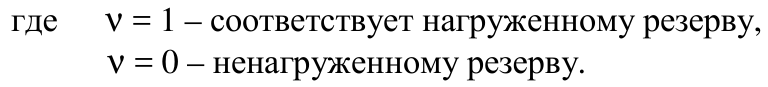 где ν = 1 – соответствует нагруженному резерву,
ν = 0 – ненагруженному резерву.